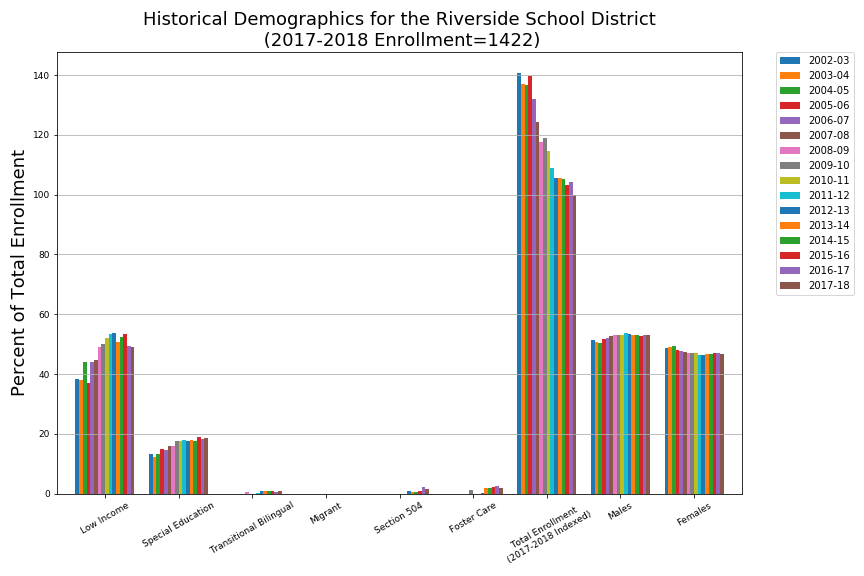 Historical Demographics for the Riverside School District
(2017-2018 Enrollment=1422)
Percent of Total Enrollment
140
120
100
80
60
40
20
0
Low Income
Special Education
Transitional Bilingual
Migrant
Section 504
Foster Care
Total Enrollment
(2017-2018 Indexed)
Males
Females
2002-03
2003-04
2004-05
2005-06
2006-07
2007-08
2008-09
2009-10
2010-11
2011-12
2012-13
2013-14
2014-15
2015-16
2016-17
2017-18